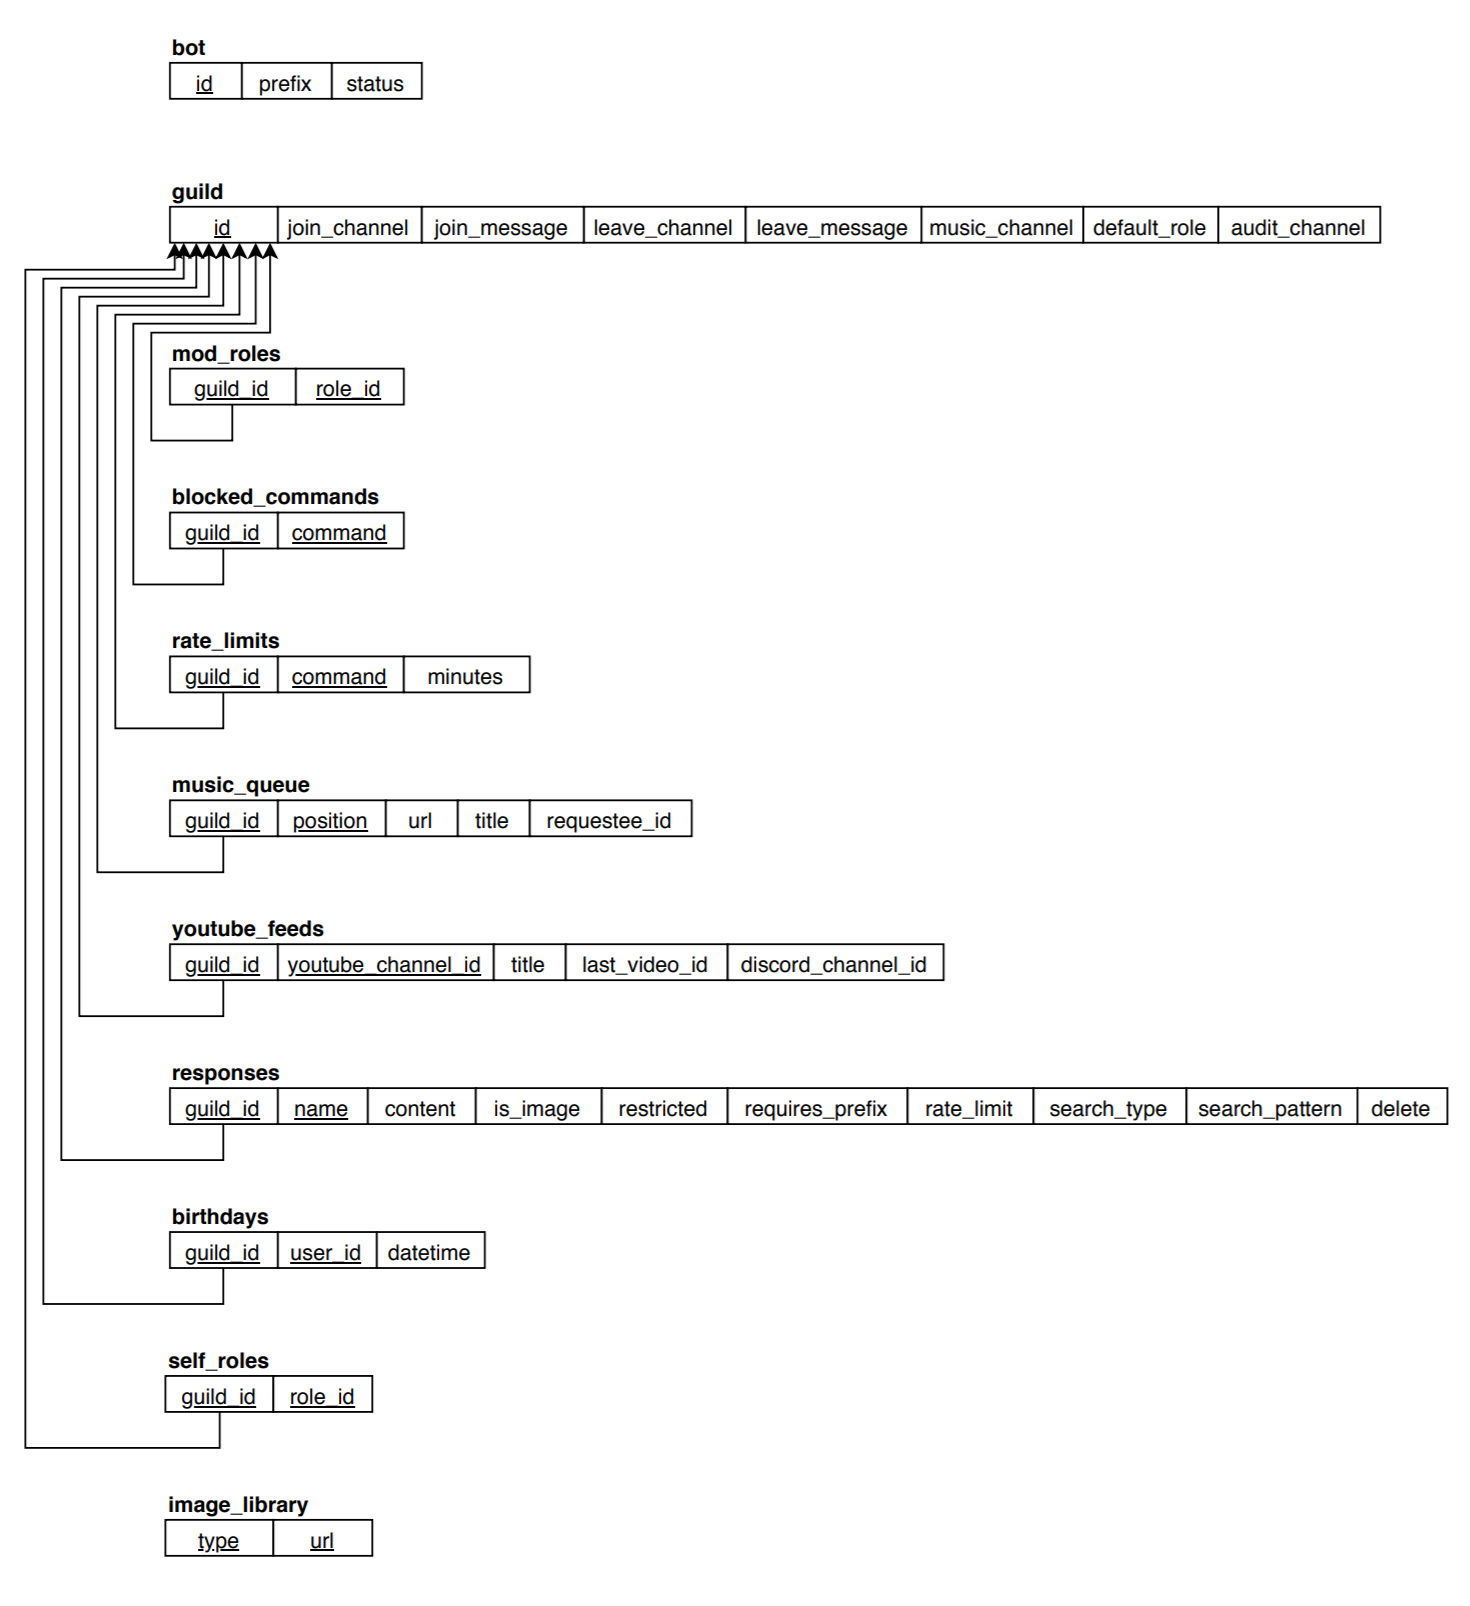 bot
id prefix status
guild
id join_channel join_message leave_channel leave_message music_channel default_role audit_channel
mod_roles
guild_id role_id
blocked_commands
guild_id command
rate_limits
guild_id command minutes
music_queue
guild_id position url title requestee_id
youtube_feeds
guild_id youtube_channel_id title last_video_id discord_channel_id
responses
guild_id name content is_image restricted requires_prefix rate_limit search_type search_pattern delete
birthdays
guild_id user_id datetime
self_roles
guild_id role_id
image_library
type url